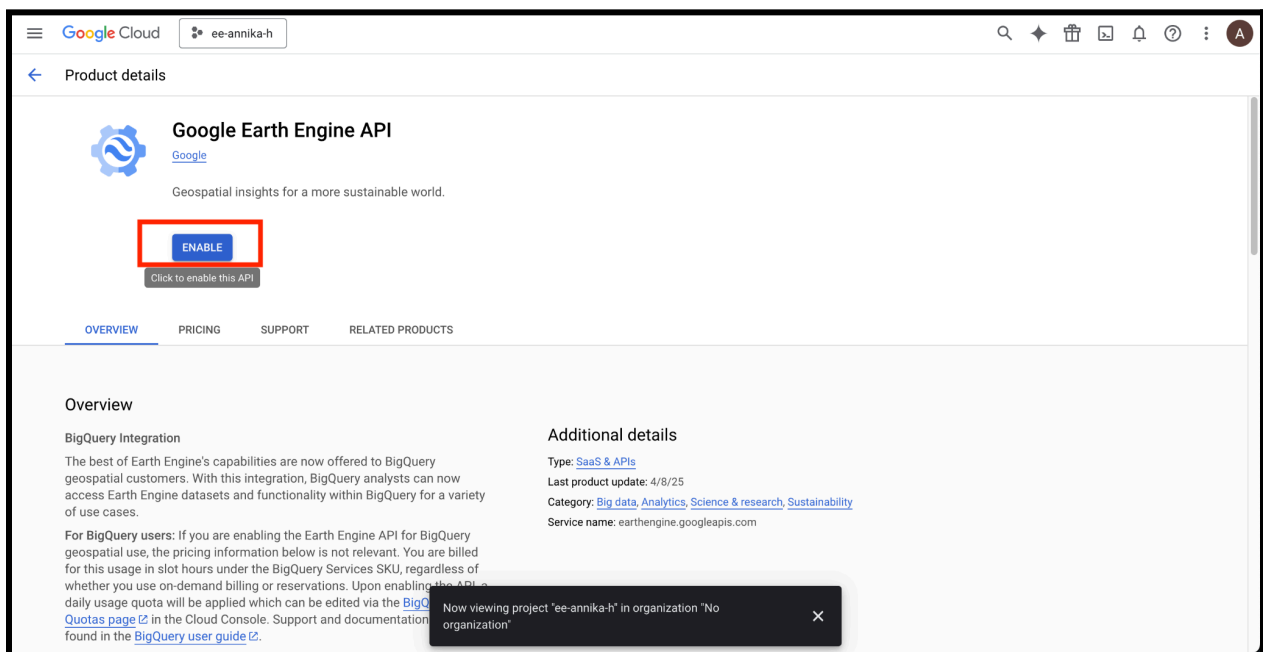 Google Cloud
ee-annika-h
A
Product details
Google Earth Engine API
Google
Geospatial insights for a more sustainable world.
ENABLE
Click to enable this API
OVERVIEW
PRICING
SUPPORT
RELATED PRODUCTS
Overview
BigQuery Integration
The best of Earth Engine's capabilities are now offered to BigQuery
geospatial customers. With this integration, BigQuery analysts can now
access Earth Engine datasets and functionality within BigQuery for a variety
of use cases.
For BigQuery users: If you are enabling the Earth Engine API for BigQuery
geospatial use, the pricing information below is not relevant. You are billed
for this usage in slot hours under the BigQuery Services SKU, regardless of
whether you use on-demand billing or reservations. Upon enabling the API, a
daily usage quota will be applied which can be edited via the BigQ
Quotas page in the Cloud Console. Support and documentation
found in the BigQuery user guide.
Additional details
Type: SaaS & APIs
Last product update: 4/8/25
Category: Big data, Analytics, Science & research, Sustainability
Service name: earthengine.googleapis.com
Now viewing project "ee-annika-h" in organization "No
organization"